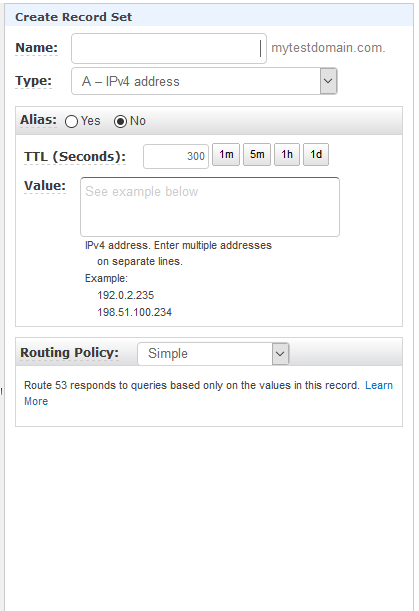 Create Record Set
Name: mytestdomain.com.
Type: A – IPv4 address
Alias: Yes No
TTL (Seconds): 300 1m 5m 1h 1d
Value: See example below
IPv4 address. Enter multiple addresses
on separate lines.
Example:
192.0.2.235
198.51.100.234
Routing Policy: Simple
Route 53 responds to queries based only on the values in this record. Learn
More